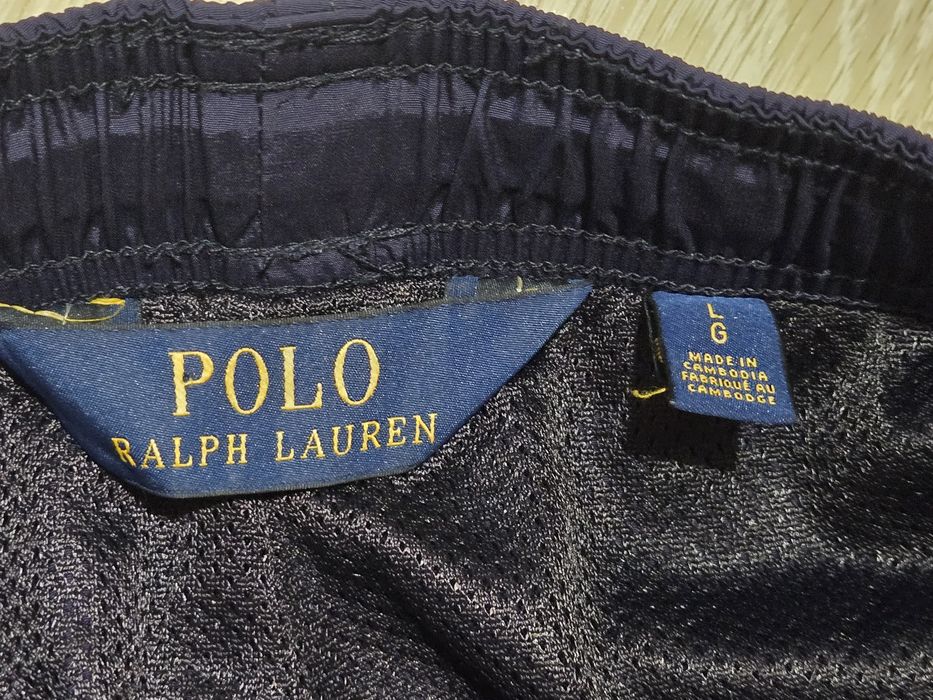 POLO
RALPH LAUREN
L
G
MADE IN
CAMBODIA
FABRIQUÉ AU
CAMBODGE